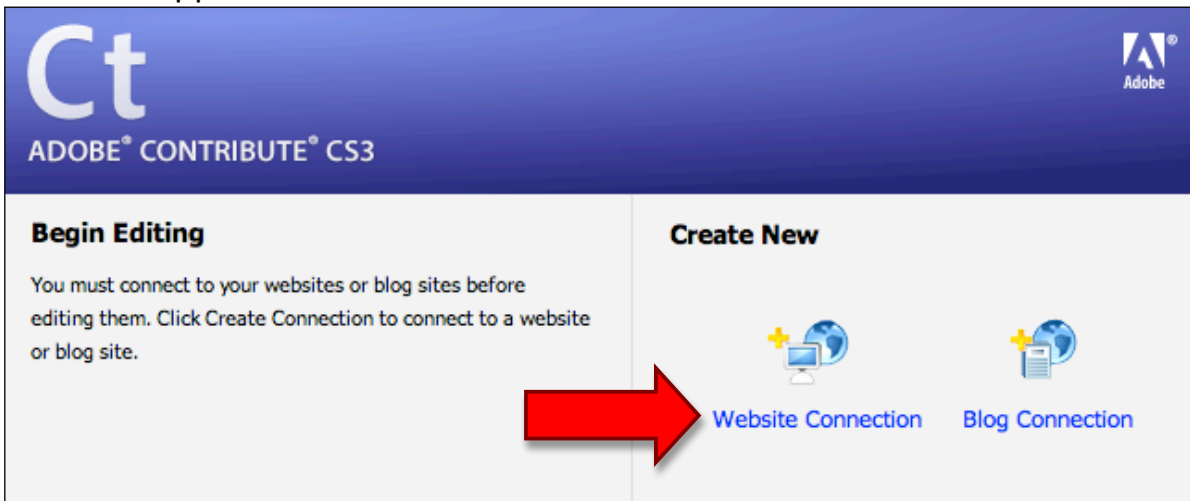 Ct
Adobe
ADOBE® CONTRIBUTE® CS3
Begin Editing
You must connect to your websites or blog sites before
editing them. Click Create Connection to connect to a website
or blog site.
Create New
Website Connection
Blog Connection